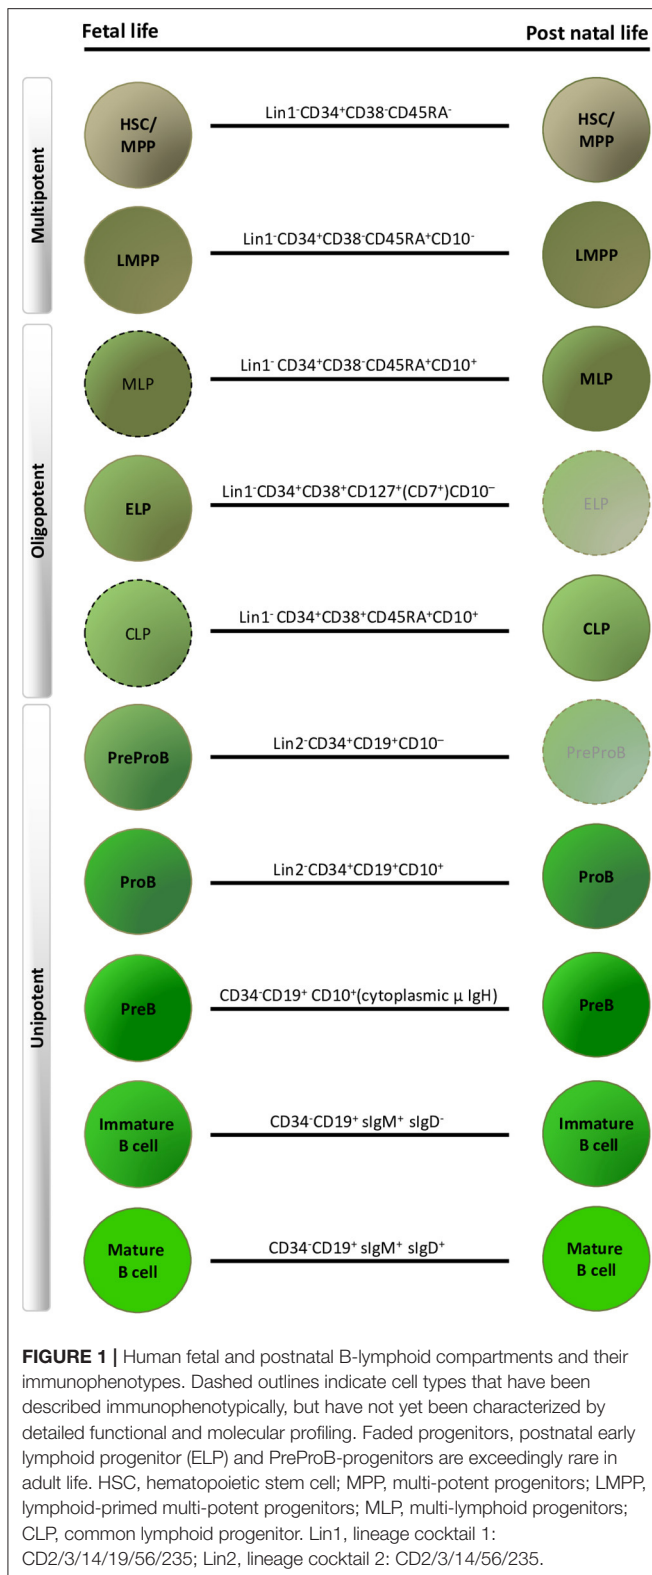 Fetal life
Post natal life
Multipotent
HSC/
MPP
Lin1⁻CD34⁺CD38⁻CD45RA⁻
HSC/
MPP
LMPP
Lin1⁻CD34⁺CD38⁻CD45RA⁺CD10⁻
LMPP
Oligopotent
MLP
Lin1⁻ CD34⁺CD38⁻CD45RA⁺CD10⁺
MLP
ELP
Lin1⁻CD34⁺CD38⁺CD127⁺(CD7⁺)CD10⁻
ELP
CLP
Lin1⁻ CD34⁺CD38⁺CD45RA⁺CD10⁺
CLP
Unipotent
PreProB
Lin2⁻CD34⁺CD19⁺CD10⁻
PreProB
ProB
Lin2⁻CD34⁺CD19⁺CD10⁺
ProB
PreB
CD34⁻CD19⁺ CD10⁺(cytoplasmic μ IgH)
PreB
Immature
B cell
CD34⁻CD19⁺ sIgM⁺ sIgD⁻
Immature
B cell
Mature
B cell
CD34⁻CD19⁺ sIgM⁺ sIgD⁺
Mature
B cell
FIGURE 1 | Human fetal and postnatal B-lymphoid compartments and their
immunophenotypes. Dashed outlines indicate cell types that have been
described immunophenotypically, but have not yet been characterized by
detailed functional and molecular profiling. Faded progenitors, postnatal early
lymphoid progenitor (ELP) and PreProB-progenitors are exceedingly rare in
adult life. HSC, hematopoietic stem cell; MPP, multi-potent progenitors; LMPP,
lymphoid-primed multi-potent progenitors; MLP, multi-lymphoid progenitors;
CLP, common lymphoid progenitor. Lin1, lineage cocktail 1:
CD2/3/14/19/56/235; Lin2, lineage cocktail 2: CD2/3/14/56/235.